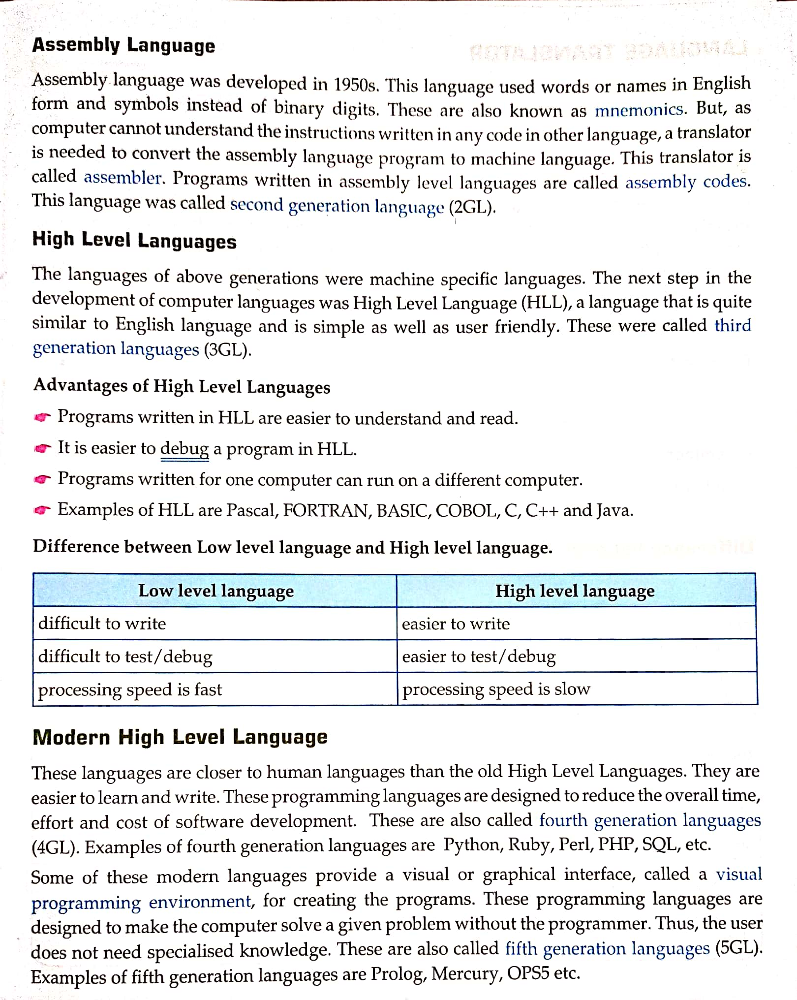 Assembly Language
Assembly language was developed in 1950s. This language used words or names in English
form and symbols instead of binary digits. These are also known as mnemonics. But, as
computer cannot understand the instructions written in any code in other language, a translator
is needed to convert the assembly language program to machine language. This translator is
called assembler. Programs written in assembly level languages are called assembly codes.
This language was called second generation language (2GL).
High Level Languages
The languages of above generations were machine specific languages. The next step in the
development of computer languages was High Level Language (HLL), a language that is quite
similar to English language and is simple as well as user friendly. These were called third
generation languages (3GL).
Advantages of High Level Languages
☛ Programs written in HLL are easier to understand and read.
☛ It is easier to debug a program in HLL.
☛ Programs written for one computer can run on a different computer.
☛ Examples of HLL are Pascal, FORTRAN, BASIC, COBOL, C, C++ and Java.
Difference between Low level language and High level language.
Low level language High level language
difficult to write easier to write
difficult to test/debug easier to test/debug
processing speed is fast processing speed is slow
Modern High Level Language
These languages are closer to human languages than the old High Level Languages. They are
easier to learn and write. These programming languages are designed to reduce the overall time,
effort and cost of software development. These are also called fourth generation languages
(4GL). Examples of fourth generation languages are Python, Ruby, Perl, PHP, SQL, etc.
Some of these modern languages provide a visual or graphical interface, called a visual
programming environment, for creating the programs. These programming languages are
designed to make the computer solve a given problem without the programmer. Thus, the user
does not need specialised knowledge. These are also called fifth generation languages (5GL).
Examples of fifth generation languages are Prolog, Mercury, OPS5 etc.